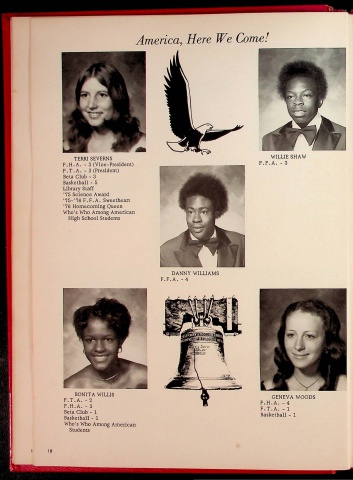 America, Here We Come!
TERRI SEVERNS
F.H.A. - 3 (Vice-President)
F.T.A. - 3 (President)
Beta Club - 3
Basketball - 5
Library Staff
'75 Science Award
'75-'76 F.F.A. Sweetheart
'76 Homecoming Queen
Who's Who Among American
High School Students
WILLIE SHAW
F.F.A. - 3
DANNY WILLIAMS
F.F.A. - 4
BONITA WILLIS
F.T.A. - 2
F.H.A. - 3
Beta Club - 1
Basketball - 1
Who's Who Among American
Students
GENEVA WOODS
F.H.A. - 4
F.T.A. - 1
Basketball - 1
18